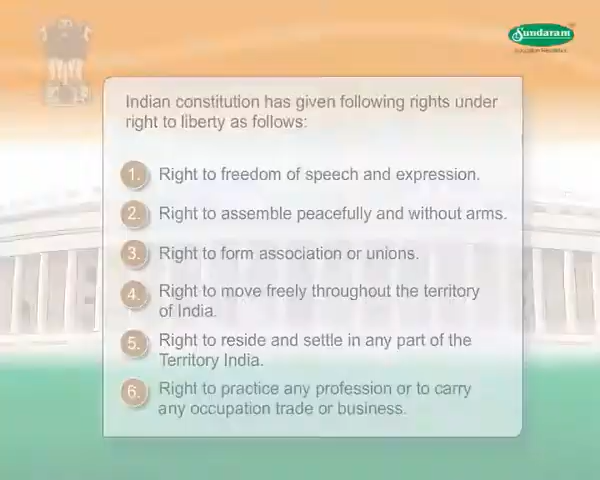 Sundaram
Indian constitution has given following rights under
right to liberty as follows:
1. Right to freedom of speech and expression.
2. Right to assemble peacefully and without arms.
3. Right to form association or unions.
4. Right to move freely throughout the territory
of India.
5. Right to reside and settle in any part of the
Territory India.
6. Right to practice any profession or to carry
any occupation trade or business.